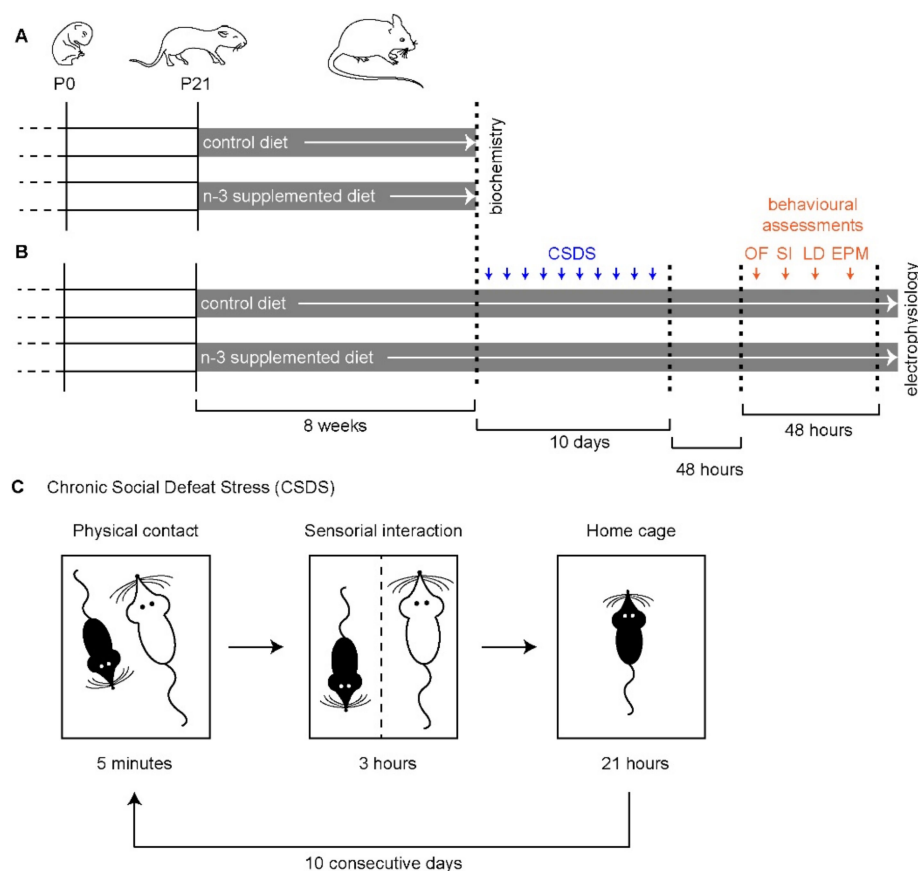 A
P0
P21
control diet
n-3 supplemented diet
biochemistry
B
CSDS
behavioural
assessments
OF SI LD EPM
control diet
n-3 supplemented diet
electrophysiology
8 weeks
10 days
48 hours
48 hours
C Chronic Social Defeat Stress (CSDS)
Physical contact
Sensorial interaction
Home cage
5 minutes
3 hours
21 hours
10 consecutive days